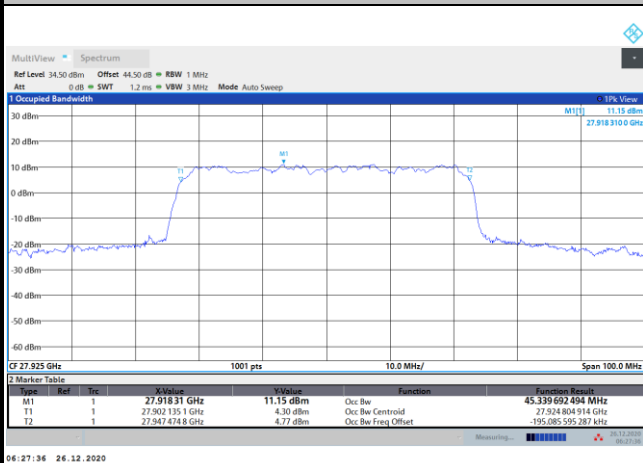 MultiView Spectrum
Ref Level 34.50 dBm Offset 44.50 dB RBW 1 MHz
Att 0 dB SWT 1.2 ms VBW 3 MHz Mode Auto Sweep
1 Occupied Bandwidth 1Pk View
M1[1] 11.15 dBm
27.918 310 0 GHz
30 dBm
20 dBm
M1
10 dBm
T1 T2
0 dBm
-10 dBm
-20 dBm
-30 dBm
-40 dBm
-50 dBm
-60 dBm
CF 27.925 GHz 1001 pts 10.0 MHz/ Span 100.0 MHz
2 Marker Table
Type Ref Trc X-Value Y-Value Function Function Result
M1 1 27.918 31 GHz 11.15 dBm Occ Bw 45.339 692 494 MHz
T1 1 27.902 135 1 GHz 4.30 dBm Occ Bw Centroid 27.924 804 914 GHz
T2 1 27.947 474 8 GHz 4.77 dBm Occ Bw Freq Offset -195.085 595 287 kHz
Measuring... 26.12.2020
06:27:36
06:27:36 26.12.2020